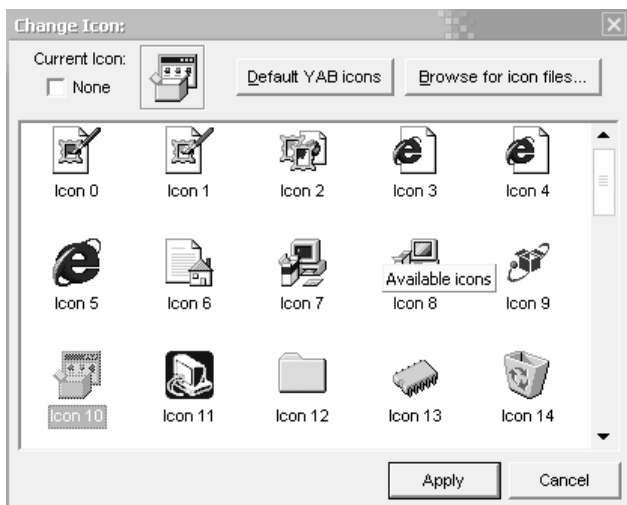 Change Icon:
Current Icon:
None
Default YAB icons
Browse for icon files...
Icon 0
Icon 1
Icon 2
Icon 3
Icon 4
Icon 5
Icon 6
Icon 7
Icon 8
Icon 9
Available icons
Icon 10
Icon 11
Icon 12
Icon 13
Icon 14
Apply
Cancel